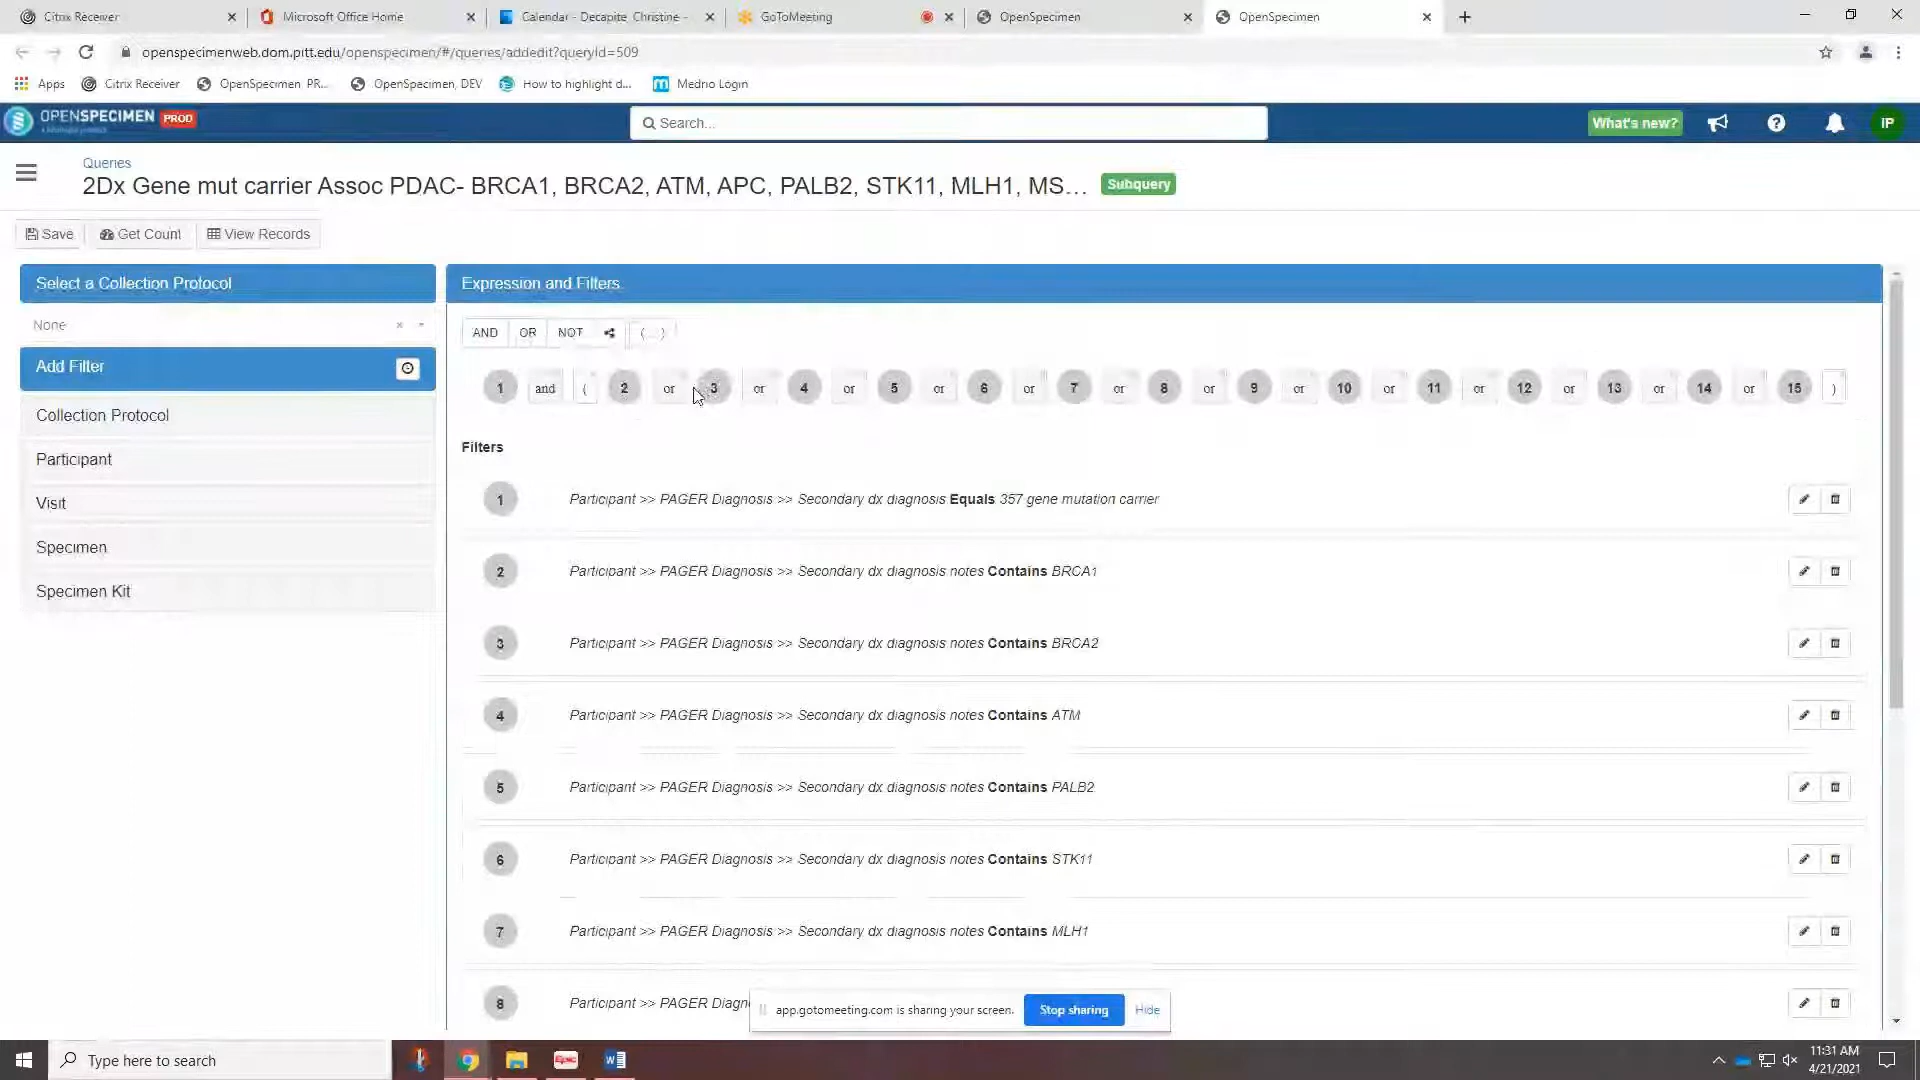 Citrix Receiver
Microsoft Office Home
Calendar - Decapite, Christine -
GoToMeeting
OpenSpecimen
OpenSpecimen
openspecimenweb.dom.pitt.edu/openspecimen/#/queries/addedit?queryId=509
Apps
Citrix Receiver
OpenSpecimen PR...
OpenSpecimen, DEV
How to highlight d...
Medrio Login
OPENSPECIMEN PROD
Search...
What's new?
IP
Queries
2Dx Gene mut carrier Assoc PDAC- BRCA1, BRCA2, ATM, APC, PALB2, STK11, MLH1, MS...
Subquery
Save
Get Count
View Records
Select a Collection Protocol
None
Add Filter
Collection Protocol
Participant
Visit
Specimen
Specimen Kit
Expression and Filters
AND OR NOT (...)
1 and ( 2 or 3 or 4 or 5 or 6 or 7 or 8 or 9 or 10 or 11 or 12 or 13 or 14 or 15 )
Filters
1 Participant >> PAGER Diagnosis >> Secondary dx diagnosis Equals 357 gene mutation carrier
2 Participant >> PAGER Diagnosis >> Secondary dx diagnosis notes Contains BRCA1
3 Participant >> PAGER Diagnosis >> Secondary dx diagnosis notes Contains BRCA2
4 Participant >> PAGER Diagnosis >> Secondary dx diagnosis notes Contains ATM
5 Participant >> PAGER Diagnosis >> Secondary dx diagnosis notes Contains PALB2
6 Participant >> PAGER Diagnosis >> Secondary dx diagnosis notes Contains STK11
7 Participant >> PAGER Diagnosis >> Secondary dx diagnosis notes Contains MLH1
8 Participant >> PAGER Diagn
app.gotomeeting.com is sharing your screen.
Stop sharing
Hide
Type here to search
Epic
11:31 AM
4/21/2021